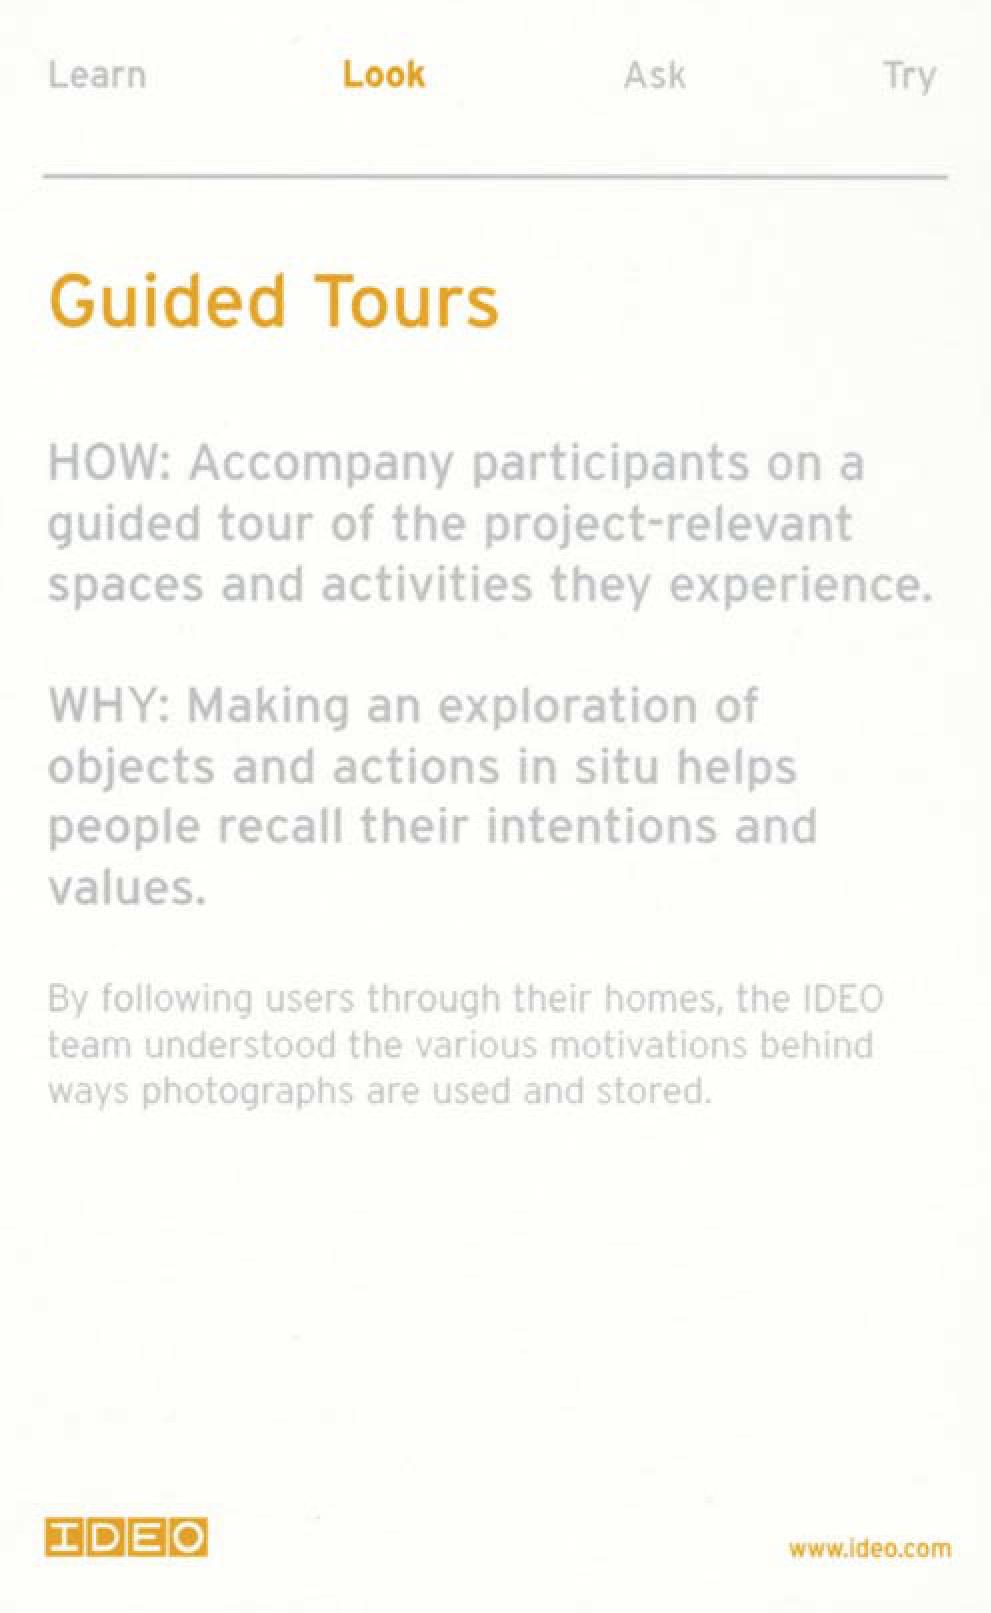 Learn Look Ask Try
Guided Tours
HOW: Accompany participants on a
guided tour of the project-relevant
spaces and activities they experience.
WHY: Making an exploration of
objects and actions in situ helps
people recall their intentions and
values.
By following users through their homes, the IDEO
team understood the various motivations behind
ways photographs are used and stored.
IDEO www.ideo.com